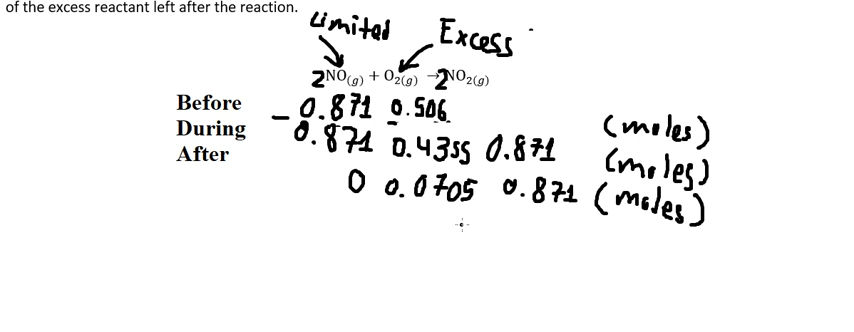 of the excess reactant left after the reaction.
Limited Excess
2NO(g) + O2(g) → 2NO2(g)
Before - 0.871 0.506 (moles)
During 0.871 0.4355 0.871 (moles)
After 0 0.0705 0.871 (moles)